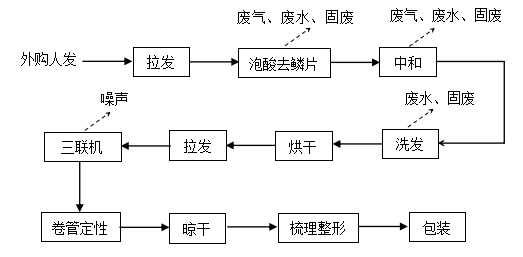 废气、废水、固废
废气、废水、固废
外购人发
拉发
泡酸去鳞片
中和
噪声
废水、固废
三联机
拉发
烘干
洗发
卷管定性
晾干
梳理整形
包装